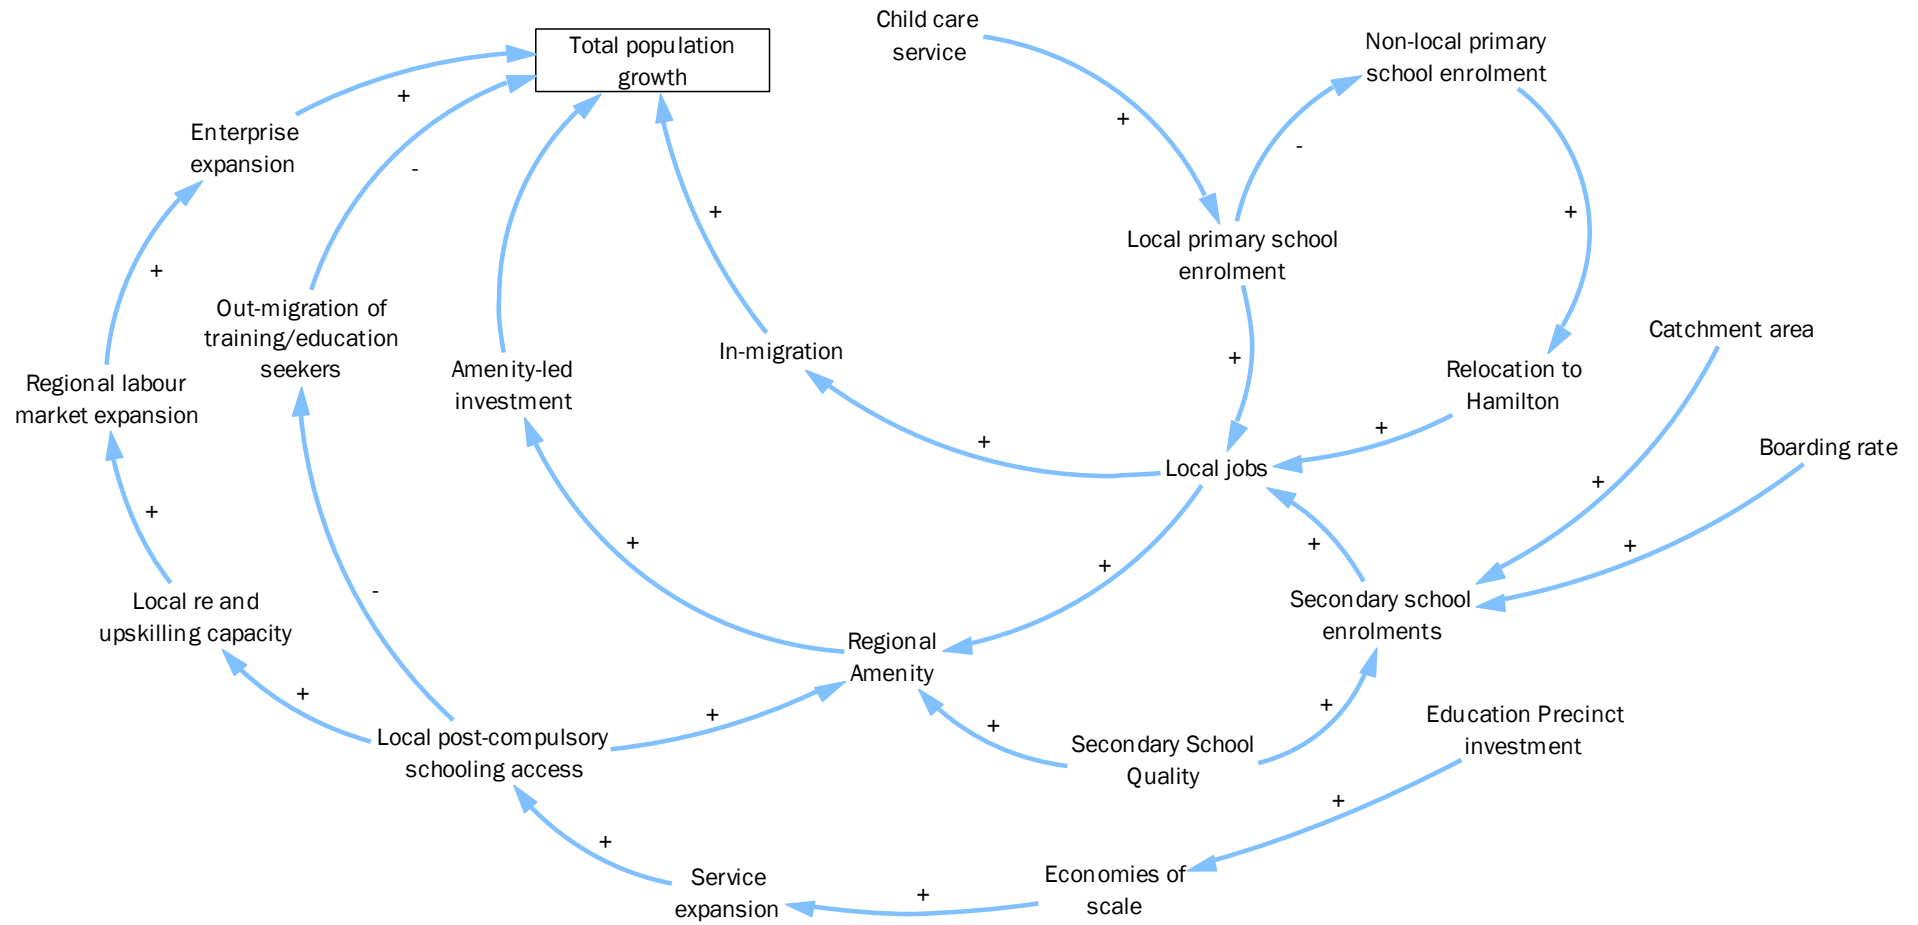 Total population
growth
Child care
service
Non-local primary
school enrolment
+
+
-
Enterprise
expansion
-
+
+
+
Local primary school
enrolment
+
Out-migration of
training/education
seekers
Catchment area
In-migration
+
Amenity-led
investment
Relocation to
Hamilton
Regional labour
market expansion
+
+
Boarding rate
Local jobs
+
+
+
+
+
+
-
Local re and
upskilling capacity
Secondary school
enrolments
Regional
Amenity
+
+
+
+
Education Precinct
investment
Local post-compulsory
schooling access
Secondary School
Quality
+
+
Service
expansion
+
Economies of
scale